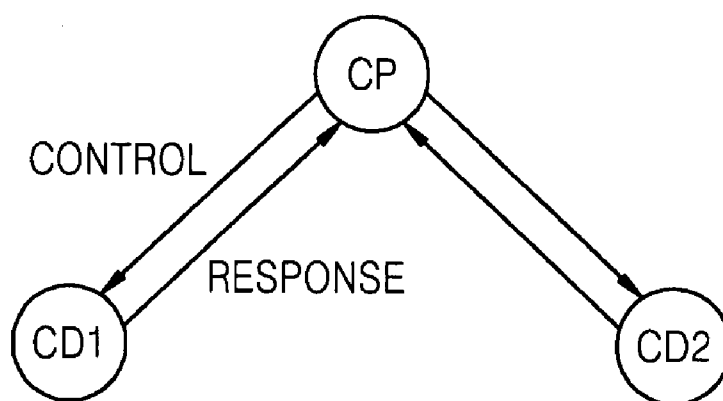 CP
CONTROL
RESPONSE
CD1
CD2